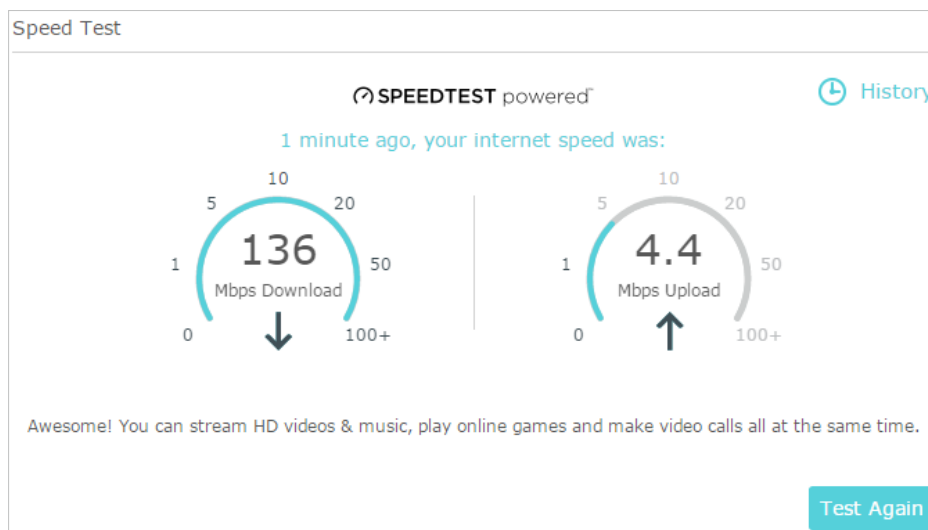 Speed Test
SPEEDTEST powered
History
1 minute ago, your internet speed was:
10
5 20
136
1 50
Mbps Download
0 100+
10
5 20
4.4
1 50
Mbps Upload
0 100+
Awesome! You can stream HD videos & music, play online games and make video calls all at the same time.
Test Again